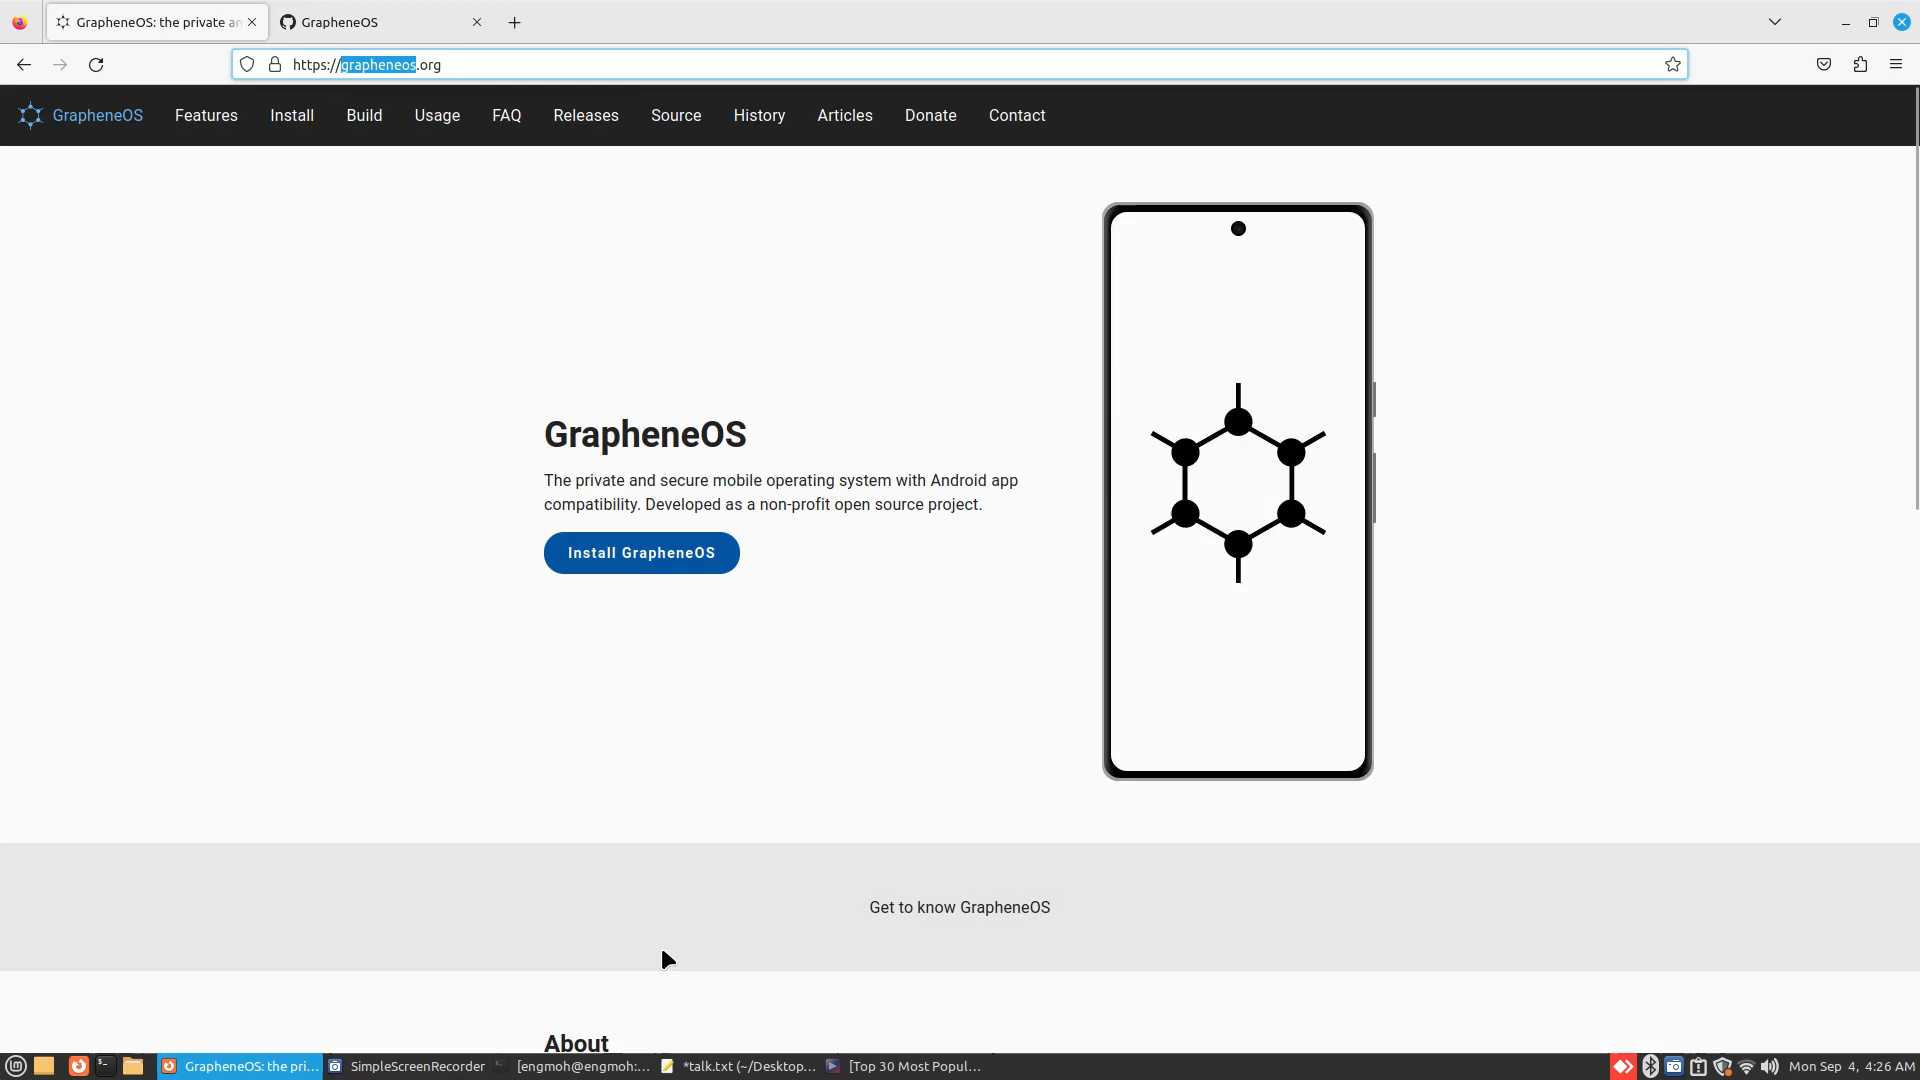 GrapheneOS: the private an
GrapheneOS
https://grapheneos.org
GrapheneOS Features Install Build Usage FAQ Releases Source History Articles Donate Contact
GrapheneOS
The private and secure mobile operating system with Android app
compatibility. Developed as a non-profit open source project.
Install GrapheneOS
Get to know GrapheneOS
About
GrapheneOS: the pri...
SimpleScreenRecorder
[engmoh@engmoh:...
*talk.txt (~/Desktop...
[Top 30 Most Popul...
Mon Sep 4, 4:26 AM